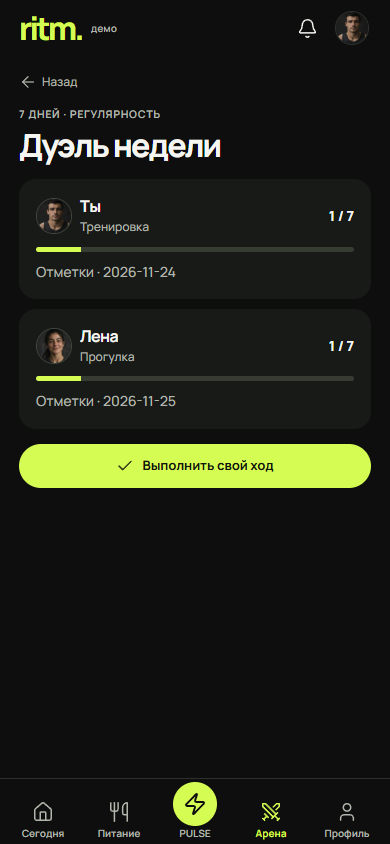 ritm. демо
Назад
7 ДНЕЙ · РЕГУЛЯРНОСТЬ
Дуэль недели
Ты
Тренировка
1 / 7
Отметки · 2026-11-24
Лена
Прогулка
1 / 7
Отметки · 2026-11-25
Выполнить свой ход
Сегодня
Питание
PULSE
Арена
Профиль